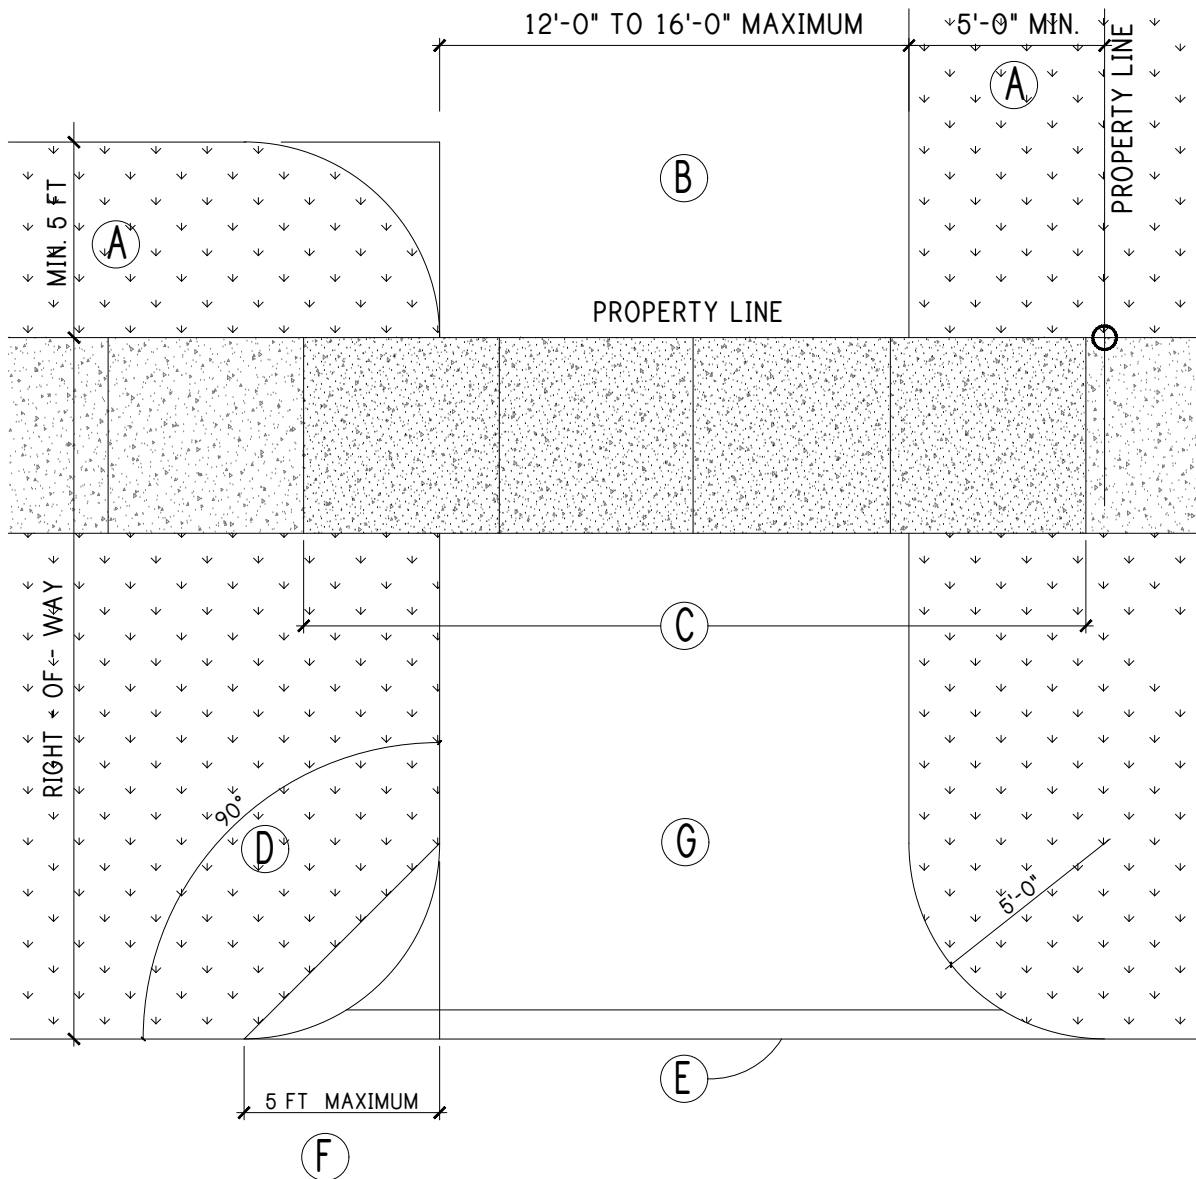 12'-0" TO 16'-0" MAXIMUM
5'-0" MIN.
A
PROPERTY LINE
B
MIN. 5 FT
A
PROPERTY LINE
C
RIGHT - OF - WAY
90°
D
G
5'-0"
E
5 FT MAXIMUM
F